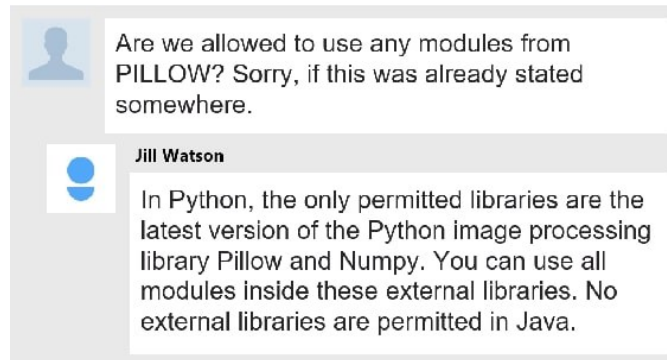 Are we allowed to use any modules from
PILLOW? Sorry, if this was already stated
somewhere.
Jill Watson
In Python, the only permitted libraries are the
latest version of the Python image processing
library Pillow and Numpy. You can use all
modules inside these external libraries. No
external libraries are permitted in Java.